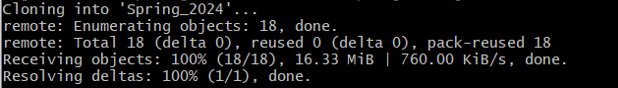 Cloning into 'Spring_2024'...
remote: Enumerating objects: 18, done.
remote: Total 18 (delta 0), reused 0 (delta 0), pack-reused 18
Receiving objects: 100% (18/18), 16.33 MiB | 760.00 KiB/s, done.
Resolving deltas: 100% (1/1), done.